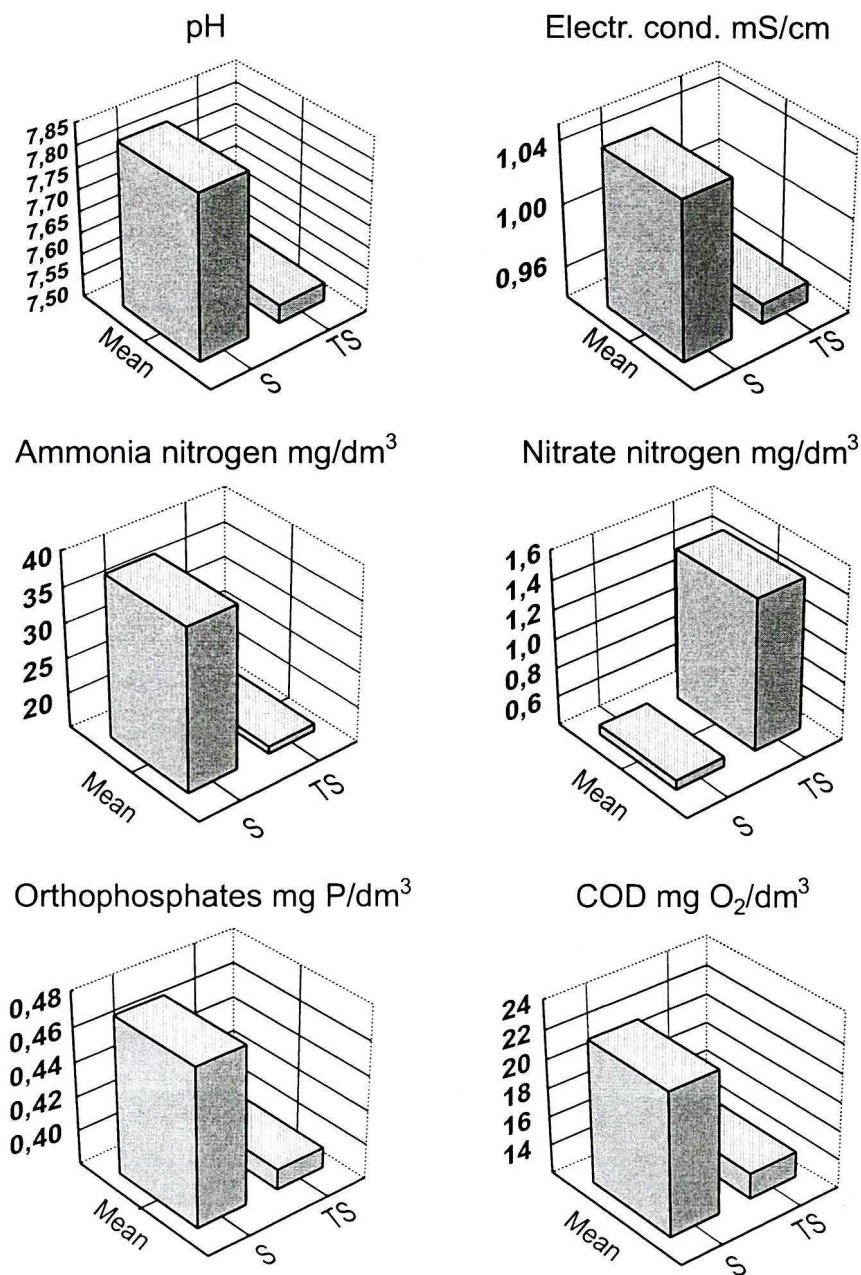 pH
7,85
7,80
7,75
7,70
7,65
7,60
7,55
7,50
Mean
S
TS
Electr. cond. mS/cm
1,04
1,00
0,96
Mean
S
TS
Ammonia nitrogen mg/dm³
40
35
30
25
20
Mean
S
TS
Nitrate nitrogen mg/dm³
1,6
1,4
1,2
1,0
0,8
0,6
Mean
S
TS
Orthophosphates mg P/dm³
0,48
0,46
0,44
0,42
0,40
Mean
S
TS
COD mg O₂/dm³
24
22
20
18
16
14
Mean
S
TS